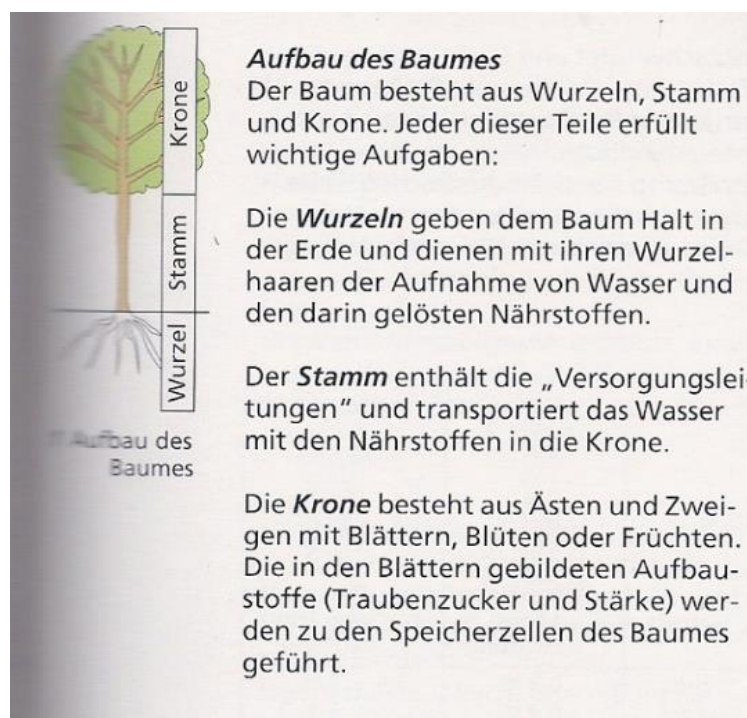 Krone
Stamm
Wurzel
Aufbau des
Baumes
Aufbau des Baumes
Der Baum besteht aus Wurzeln, Stamm
und Krone. Jeder dieser Teile erfüllt
wichtige Aufgaben:
Die Wurzeln geben dem Baum Halt in
der Erde und dienen mit ihren Wurzel-
haaren der Aufnahme von Wasser und
den darin gelösten Nährstoffen.
Der Stamm enthält die „Versorgungslei-
tungen" und transportiert das Wasser
mit den Nährstoffen in die Krone.
Die Krone besteht aus Ästen und Zwei-
gen mit Blättern, Blüten oder Früchten.
Die in den Blättern gebildeten Aufbau-
stoffe (Traubenzucker und Stärke) wer-
den zu den Speicherzellen des Baumes
geführt.